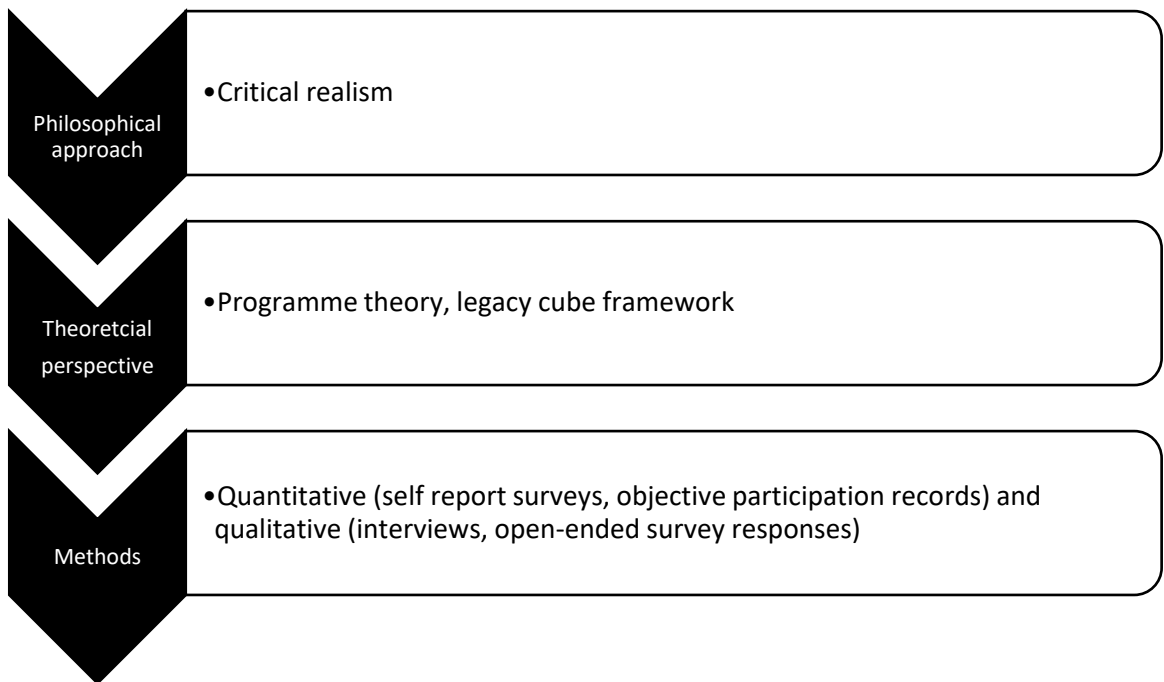 Philosophical
approach
•Critical realism
Theoretcial
perspective
•Programme theory, legacy cube framework
Methods
•Quantitative (self report surveys, objective participation records) and
qualitative (interviews, open-ended survey responses)